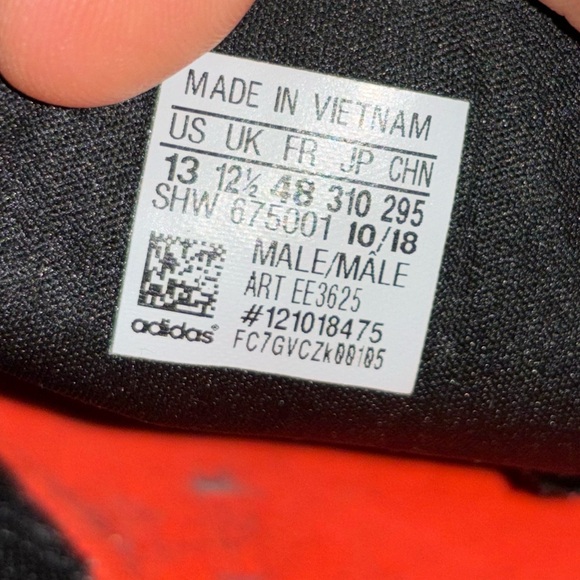 MADE IN VIETNAM
US UK FR JP CHN
13 12½ 48 310 295
SHW 675001 10/18
MALE/MÂLE
ART EE3625
#121018475
adidas
FC7GVCZk00105